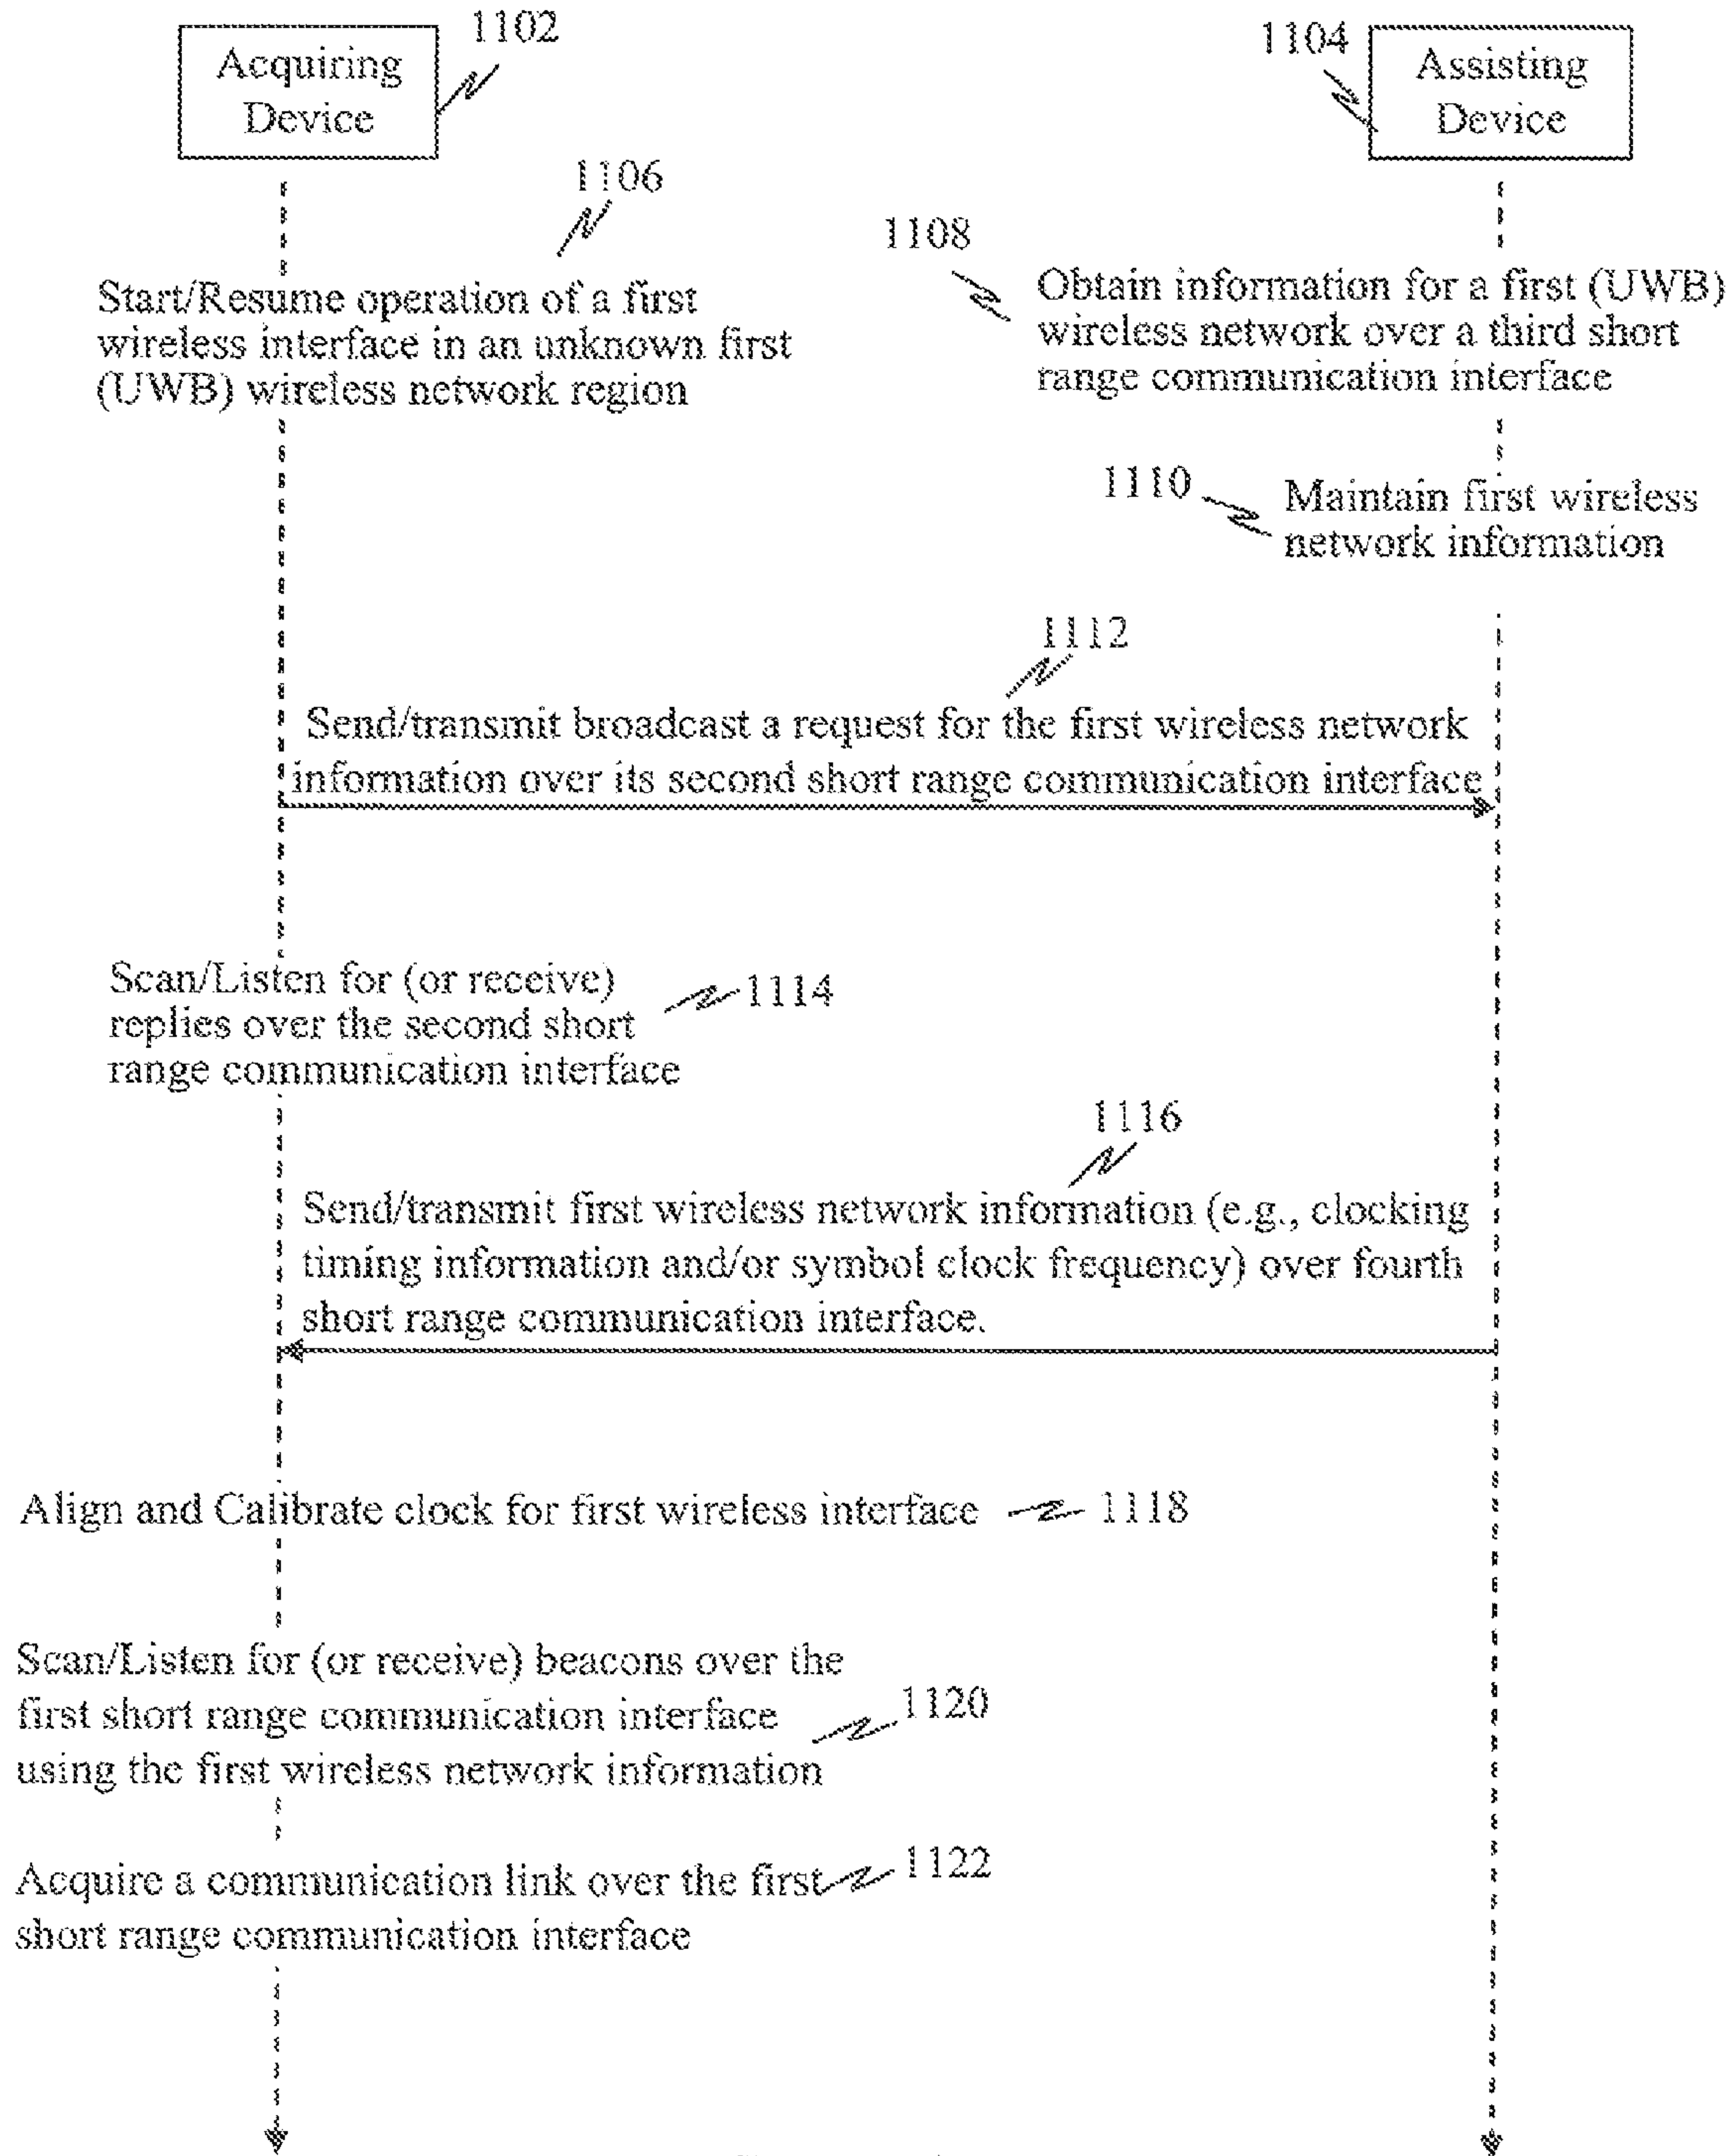 1102
Acquiring
Device
1104
Assisting
Device
1106
Start/Resume operation of a first
wireless interface in an unknown first
(UWB) wireless network region
1108
Obtain information for a first (UWB)
wireless network over a third short
range communication interface
1110
Maintain first wireless
network information
1112
Send/transmit broadcast a request for the first wireless network
information over its second short range communication interface
Scan/Listen for (or receive)
replies over the second short
range communication interface
1114
1116
Send/transmit first wireless network information (e.g., clocking
timing information and/or symbol clock frequency) over fourth
short range communication interface.
Align and Calibrate clock for first wireless interface
1118
Scan/Listen for (or receive) beacons over the
first short range communication interface
using the first wireless network information
1120
Acquire a communication link over the first
short range communication interface
1122